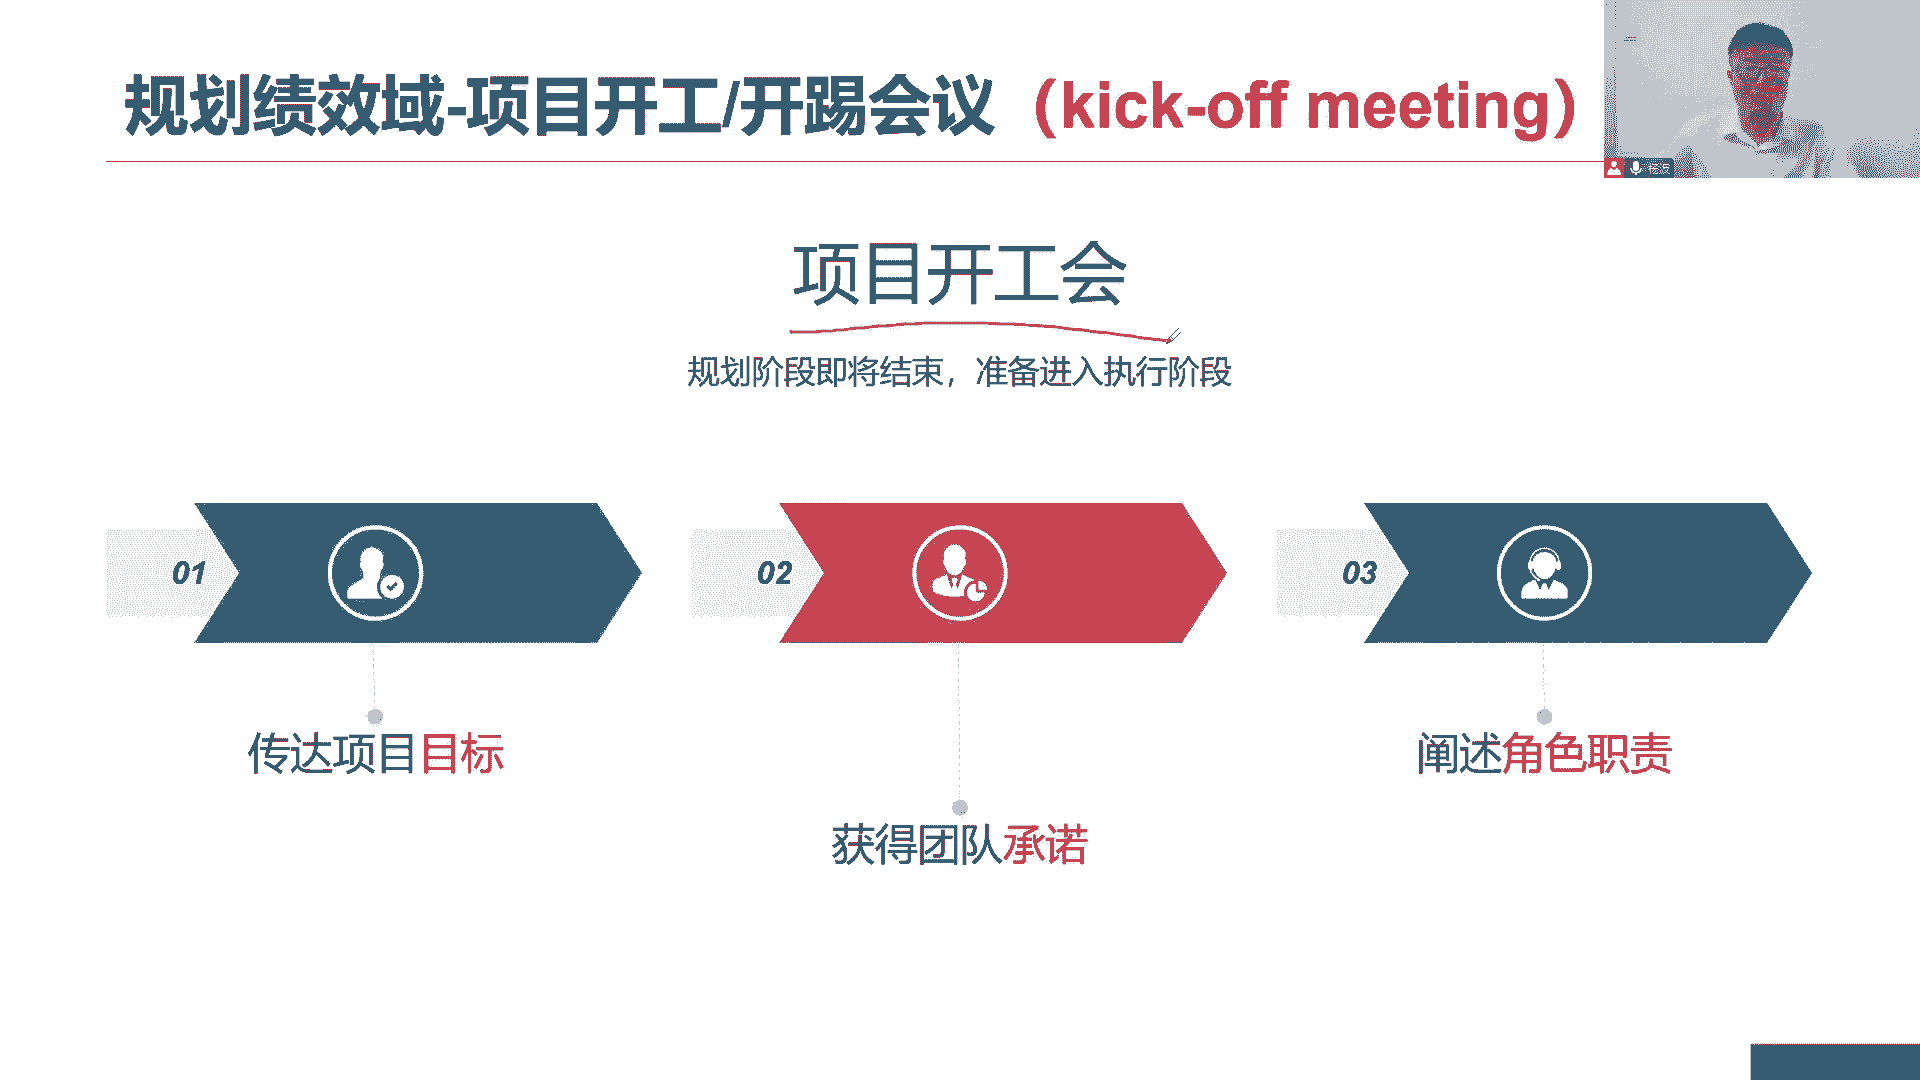 规划绩效域-项目开工/开踢会议（kick-off meeting）
杨波
项目开工会
规划阶段即将结束，准备进入执行阶段
01
02
03
传达项目目标
阐述角色职责
获得团队承诺